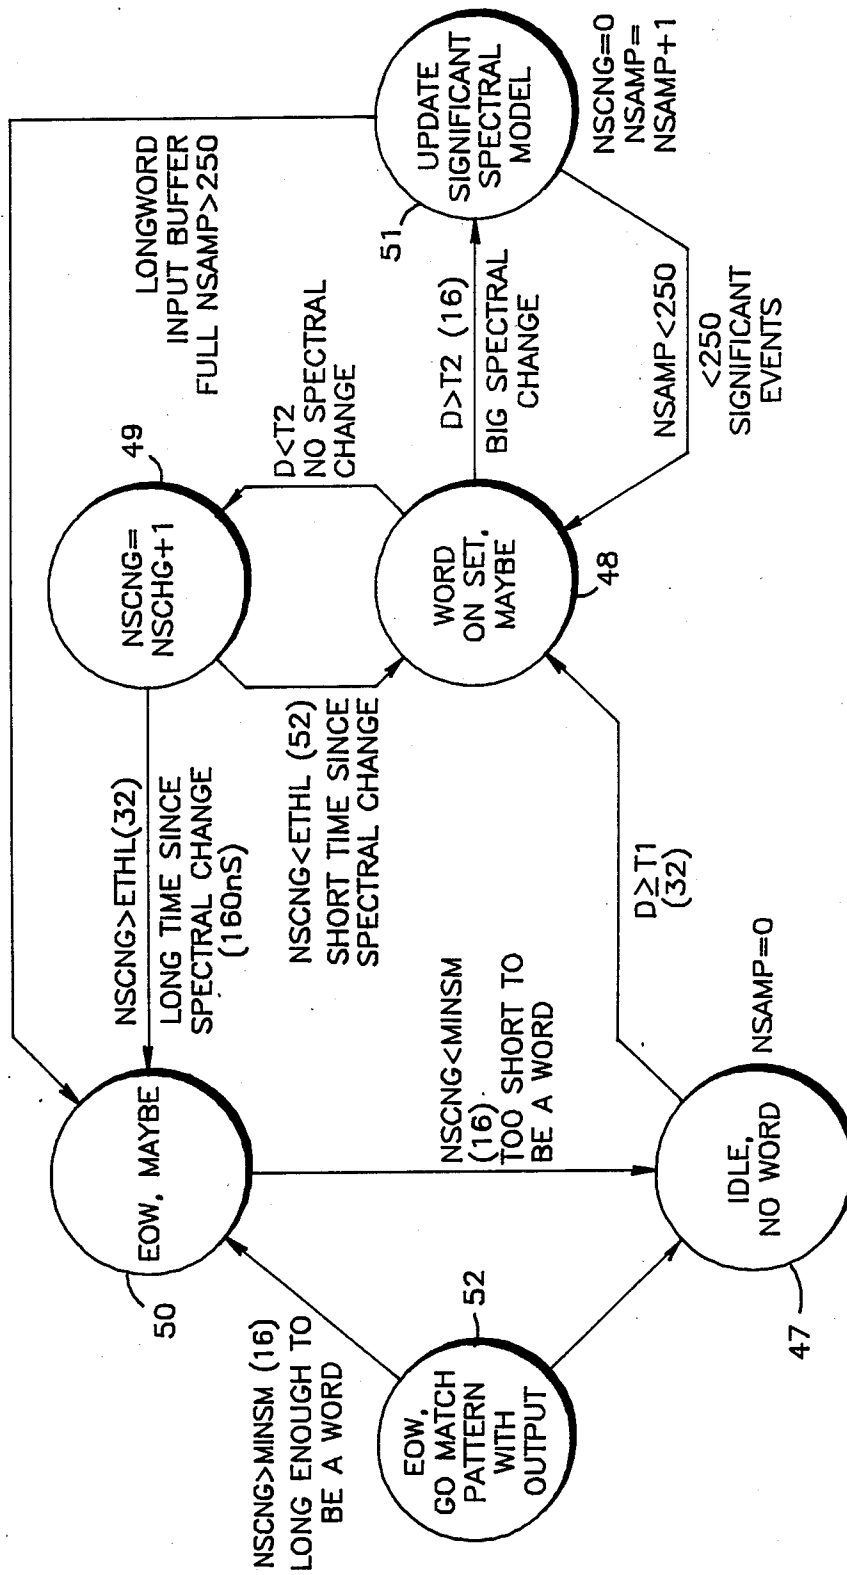 LONGWORD
INPUT BUFFER
FULL NSAMP>250
NSCNG>ETHL(32)
LONG TIME SINCE
SPECTRAL CHANGE
(160nS)
EOW, MAYBE
50
NSCNG=
NSCHG+1
49
D<T2
NO SPECTRAL
CHANGE
NSCNG<ETHL (52)
SHORT TIME SINCE
SPECTRAL CHANGE
UPDATE
SIGNIFICANT
SPECTRAL
MODEL
51
NSCNG=0
NSAMP=
NSAMP+1
D>T2 (16)
BIG SPECTRAL
CHANGE
WORD
ON SET,
MAYBE
48
NSAMP<250
<250
SIGNIFICANT
EVENTS
NSCNG>MINSM (16)
LONG ENOUGH TO
BE A WORD
EOW,
GO MATCH
PATTERN
WITH
OUTPUT
52
NSCNG<MINSM
(16)
TOO SHORT TO
BE A WORD
D≥T1
(32)
IDLE,
NO WORD
47
NSAMP=0